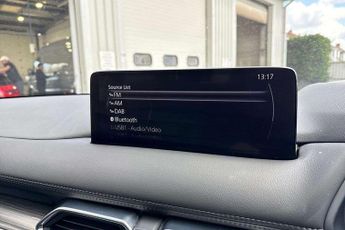 13:17
Source List
FM
AM
DAB
Bluetooth
USB1 - Audio/Video